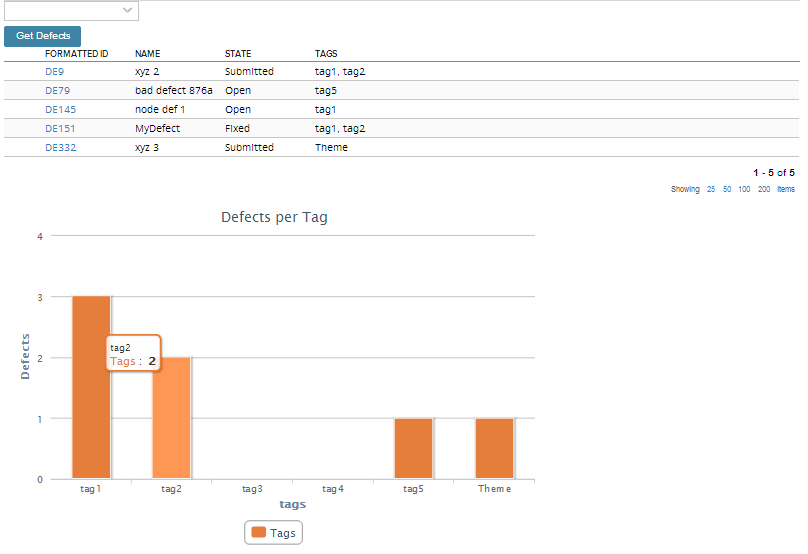 Get Defects
FORMATTED ID NAME STATE TAGS
DE9 xyz 2 Submitted tag1, tag2
DE79 bad defect 876a Open tag5
DE145 node def 1 Open tag1
DE151 MyDefect Fixed tag1, tag2
DE332 xyz 3 Submitted Theme
1 - 5 of 5
Showing 25 50 100 200 Items
Defects per Tag
4
3
2
1
0
Defects
tag2
Tags : 2
tag1 tag2 tag3 tag4 tag5 Theme
tags
Tags